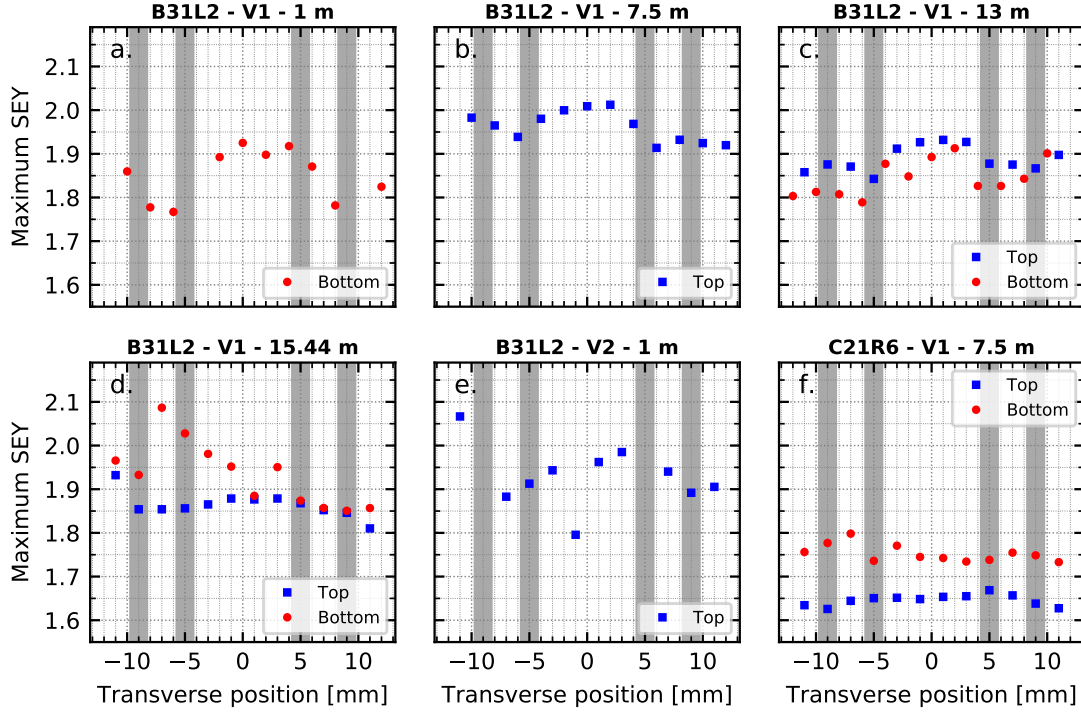 B31L2 - V1 - 1 m
B31L2 - V1 - 7.5 m
B31L2 - V1 - 13 m
a.
b.
c.
2.1
2.0
1.9
1.8
1.7
1.6
Maximum SEY
Bottom
Top
Top
Bottom
B31L2 - V1 - 15.44 m
B31L2 - V2 - 1 m
C21R6 - V1 - 7.5 m
d.
e.
f.
2.1
2.0
1.9
1.8
1.7
1.6
Maximum SEY
Top
Bottom
Top
Top
Bottom
−10 −5 0 5 10
−10 −5 0 5 10
−10 −5 0 5 10
Transverse position [mm]
Transverse position [mm]
Transverse position [mm]